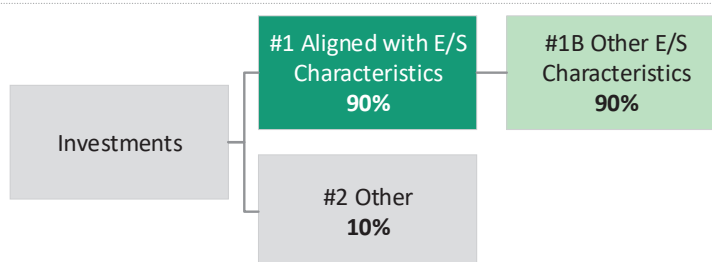 #1 Aligned with E/S
Characteristics
90%
#1B Other E/S
Characteristics
90%
Investments
#2 Other
10%